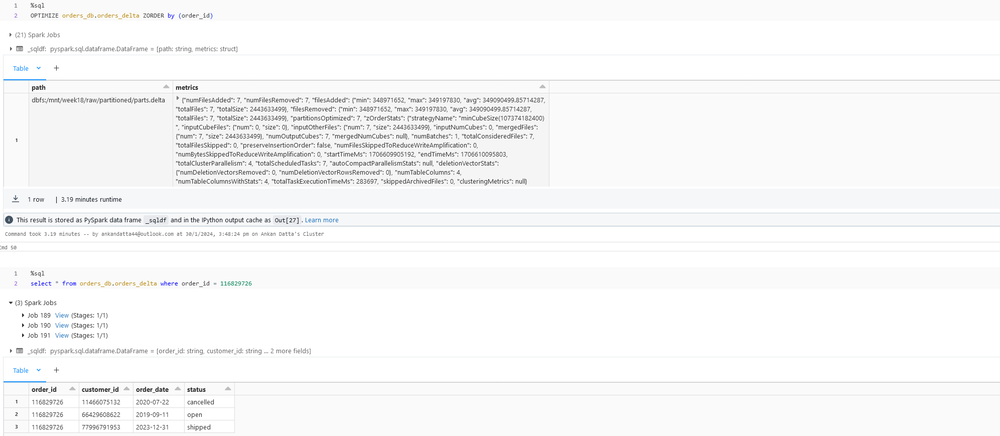 1 %sql
2 OPTIMIZE orders_db.orders_delta ZORDER by (order_id)
(21) Spark Jobs
_sqldf: pyspark.sql.dataframe.DataFrame = [path: string, metrics: struct]
Table +
path metrics
dbfs:/mnt/week18/raw/partitioned/parts.delta {"numFilesAdded": 7, "numFilesRemoved": 7, "filesAdded": {"min": 348971652, "max": 349197830, "avg": 349090499.85714287,
"totalFiles": 7, "totalSize": 2443633499}, "filesRemoved": {"min": 348971652, "max": 349197830, "avg": 349090499.85714287,
"totalFiles": 7, "totalSize": 2443633499}, "partitionsOptimized": 7, "zOrderStats": {"strategyName": "minCubeSize(107374182400)
", "inputCubeFiles": {"num": 0, "size": 0}, "inputOtherFiles": {"num": 7, "size": 2443633499}, "inputNumCubes": 0, "mergedFiles":
1 {"num": 7, "size": 2443633499}, "numOutputCubes": 7, "mergedNumCubes": null}, "numBatches": 1, "totalConsideredFiles": 7,
"totalFilesSkipped": 0, "preserveInsertionOrder": false, "numFilesSkippedToReduceWriteAmplification": 0,
"numBytesSkippedToReduceWriteAmplification": 0, "startTimeMs": 1706609905192, "endTimeMs": 1706610095803,
"totalClusterParallelism": 4, "totalScheduledTasks": 7, "autoCompactParallelismStats": null, "deletionVectorStats":
{"numDeletionVectorsRemoved": 0, "numDeletionVectorRowsRemoved": 0}, "numTableColumns": 4,
"numTableColumnsWithStats": 4, "totalTaskExecutionTimeMs": 283697, "skippedArchivedFiles": 0, "clusteringMetrics": null}
1 row | 3.19 minutes runtime
This result is stored as PySpark data frame _sqldf and in the IPython output cache as Out[27]. Learn more
Command took 3.19 minutes -- by ankandatta44@outlook.com at 30/1/2024, 3:48:24 pm on Ankan Datta's Cluster
Cmd 50
1 %sql
2 select * from orders_db.orders_delta where order_id = 116829726
(3) Spark Jobs
Job 189 View (Stages: 1/1)
Job 190 View (Stages: 1/1)
Job 191 View (Stages: 1/1)
_sqldf: pyspark.sql.dataframe.DataFrame = [order_id: string, customer_id: string ... 2 more fields]
Table +
order_id customer_id order_date status
1 116829726 11466075132 2020-07-22 cancelled
2 116829726 66429608622 2019-09-11 open
3 116829726 77996791953 2023-12-31 shipped